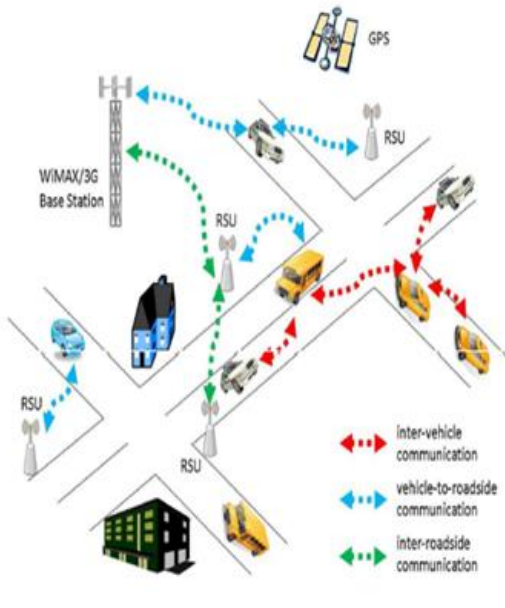 GPS
RSU
WiMAX/3G
Base Station
RSU
RSU
RSU
inter-vehicle
communication
vehicle-to-roadside
communication
inter-roadside
communication